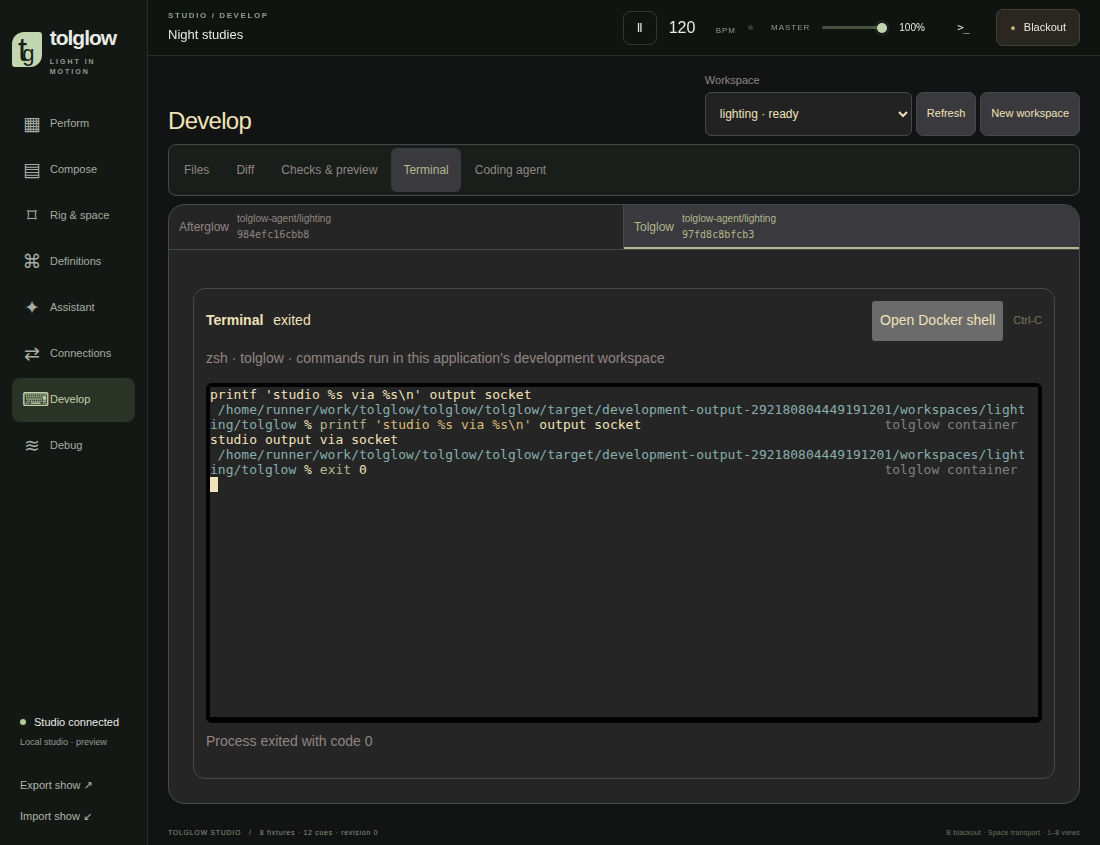 STUDIO / DEVELOP
Night studies
120 BPM MASTER 100% >_ Blackout
tg tolglow
LIGHT IN
MOTION
Perform
Compose
Rig & space
Definitions
Assistant
Connections
Develop
Debug
Studio connected
Local studio · preview
Export show ↗
Import show ↙
Workspace
Develop
lighting · ready Refresh New workspace
Files Diff Checks & preview Terminal Coding agent
Afterglow tolglow-agent/lighting
984efc16cbb8
Tolglow tolglow-agent/lighting
97fd8c8bfcb3
Terminal exited Open Docker shell Ctrl-C
zsh · tolglow · commands run in this application's development workspace
printf 'studio %s via %s\n' output socket
/home/runner/work/tolglow/tolglow/tolglow/target/development-output-292180804449191201/workspaces/light
ing/tolglow % printf 'studio %s via %s\n' output socket tolglow container
studio output via socket
/home/runner/work/tolglow/tolglow/tolglow/target/development-output-292180804449191201/workspaces/light
ing/tolglow % exit 0 tolglow container
Process exited with code 0
TOLGLOW STUDIO / 8 fixtures · 12 cues · revision 0
B blackout · Space transport · 1–8 views